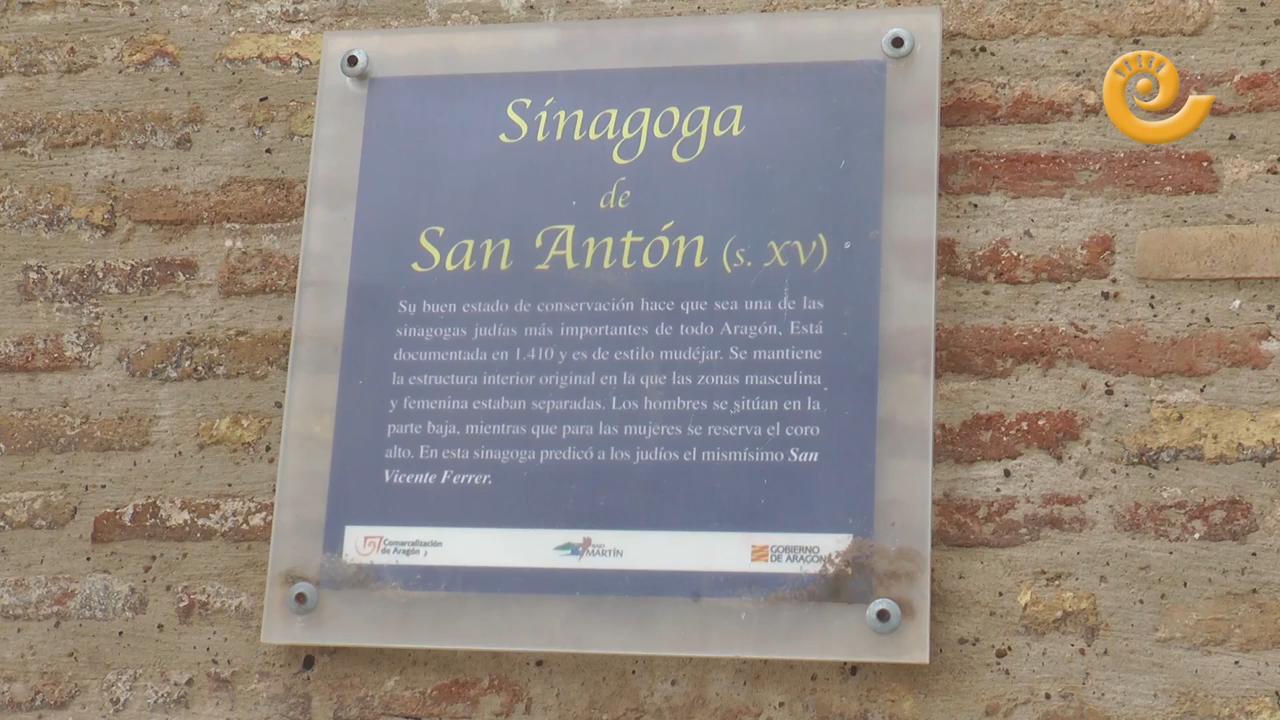 Sinagoga
de
San Antón (s. XV)
Su buen estado de conservación hace que sea una de las
sinagogas judías más importantes de todo Aragón, Está
documentada en 1.410 y es de estilo mudéjar. Se mantiene
la estructura interior original en la que las zonas masculina
y femenina estaban separadas. Los hombres se sitúan en la
parte baja, mientras que para las mujeres se reserva el coro
alto. En esta sinagoga predicó a los judíos el mismísimo San
Vicente Ferrer.
Comarcalización
de Aragón
BAJO
MARTÍN
GOBIERNO
DE ARAGON